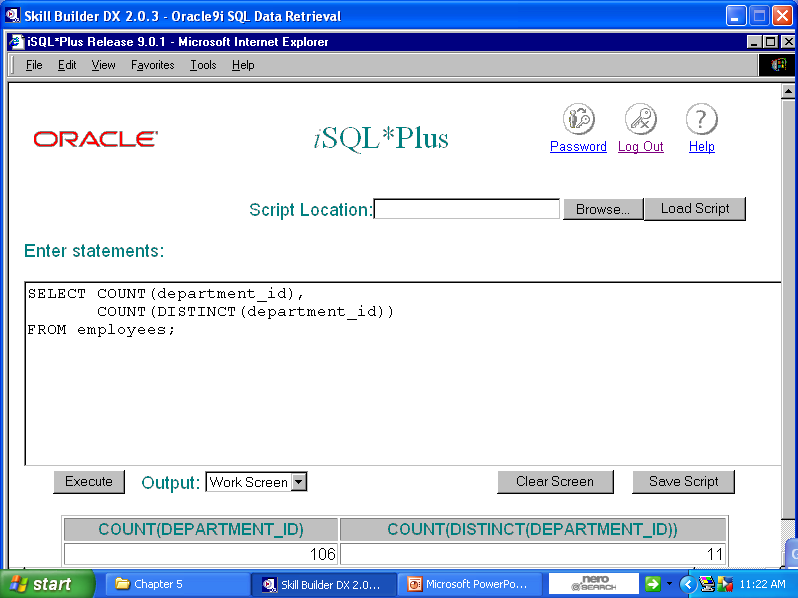 Skill Builder DX 2.0.3 - Oracle9i SQL Data Retrieval
iSQL*Plus Release 9.0.1 - Microsoft Internet Explorer
File Edit View Favorites Tools Help
ORACLE
iSQL*Plus
Password Log Out Help
Script Location: Browse... Load Script
Enter statements:
SELECT COUNT(department_id),
COUNT(DISTINCT(department_id))
FROM employees;
Execute Output: Work Screen Clear Screen Save Script
COUNT(DEPARTMENT_ID) COUNT(DISTINCT(DEPARTMENT_ID))
106 11
start Chapter 5 Skill Builder DX 2.0... Microsoft PowerPo... nero SEARCH 11:22 AM